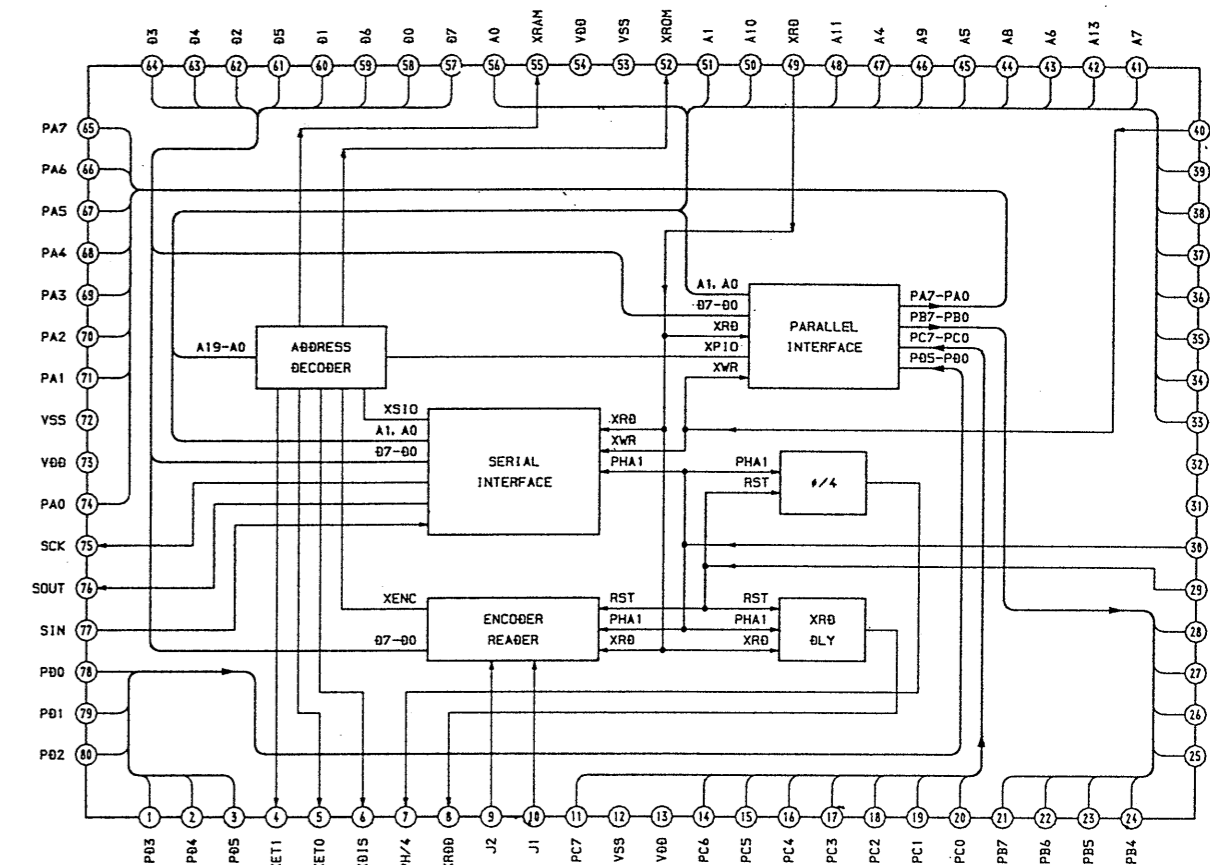 D3 D4 D2 D5 D1 D6 D0 D7 A0 XRAM VDD VSS XROM A1 A10 XRD A11 A4 A9 A5 A8 A6 A13 A7
64 63 62 61 60 59 58 57 56 55 54 53 52 51 50 49 48 47 46 45 44 43 42 41
PA7 65
40
PA6 66
39
PA5 67
38
PA4 68
37
PA3 69
36
PA2 70
35
PA1 71
34
VSS 72
33
VDD 73
32
PA0 74
31
SCK 75
30
SOUT 76
29
SIN 77
28
PD0 78
27
PD1 79
26
PD2 80
25
A19-A0
ADDRESS
DECODER
A1, A0
D7-D0
XRD
XPIO
XWR
PARALLEL
INTERFACE
PA7-PA0
PB7-PB0
PC7-PC0
PD5-PD0
XSIO
A1, A0
D7-D0
SERIAL
INTERFACE
XRD
XWR
PHA1
PHA1
RST
ø/4
XENC
D7-D0
ENCODER
READER
RST
PHA1
XRD
RST
PHA1
XRD
XRD
DLY
1 2 3 4 5 6 7 8 9 10 11 12 13 14 15 16 17 18 19 20 21 22 23 24
PD3 PD4 PD5 PH/4 J2 J1 PC7 VSS VDD PC6 PC5 PC4 PC3 PC2 PC1 PC0 PB7 PB6 PB5 PB4